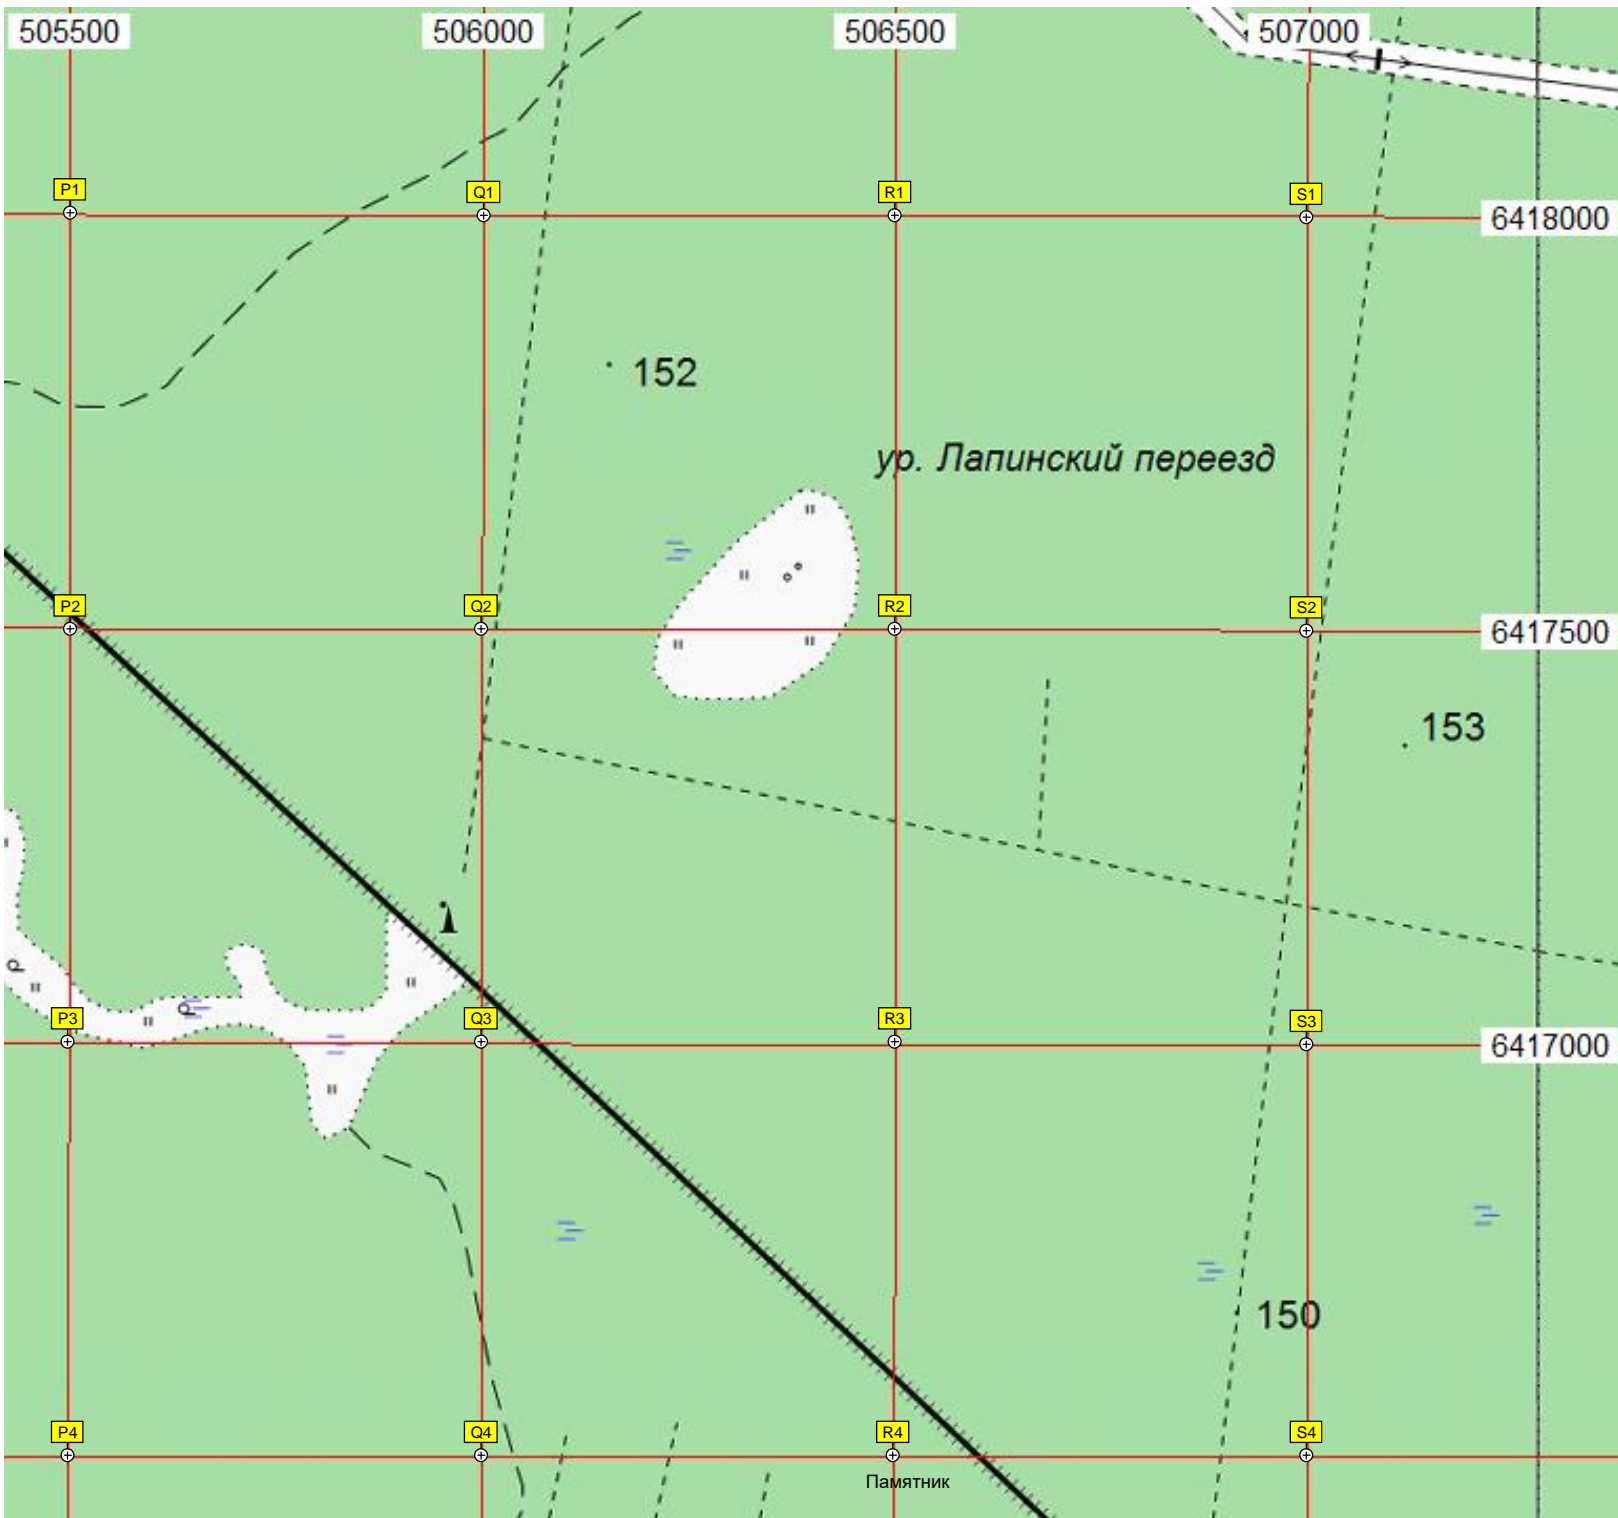 505500 506000 506500 507000
P1 Q1 R1 S1
6418000
152
ур. Лапинский переезд
P2 Q2 R2 S2
6417500
153
P3 Q3 R3 S3
6417000
150
P4 Q4 R4 S4
Памятник